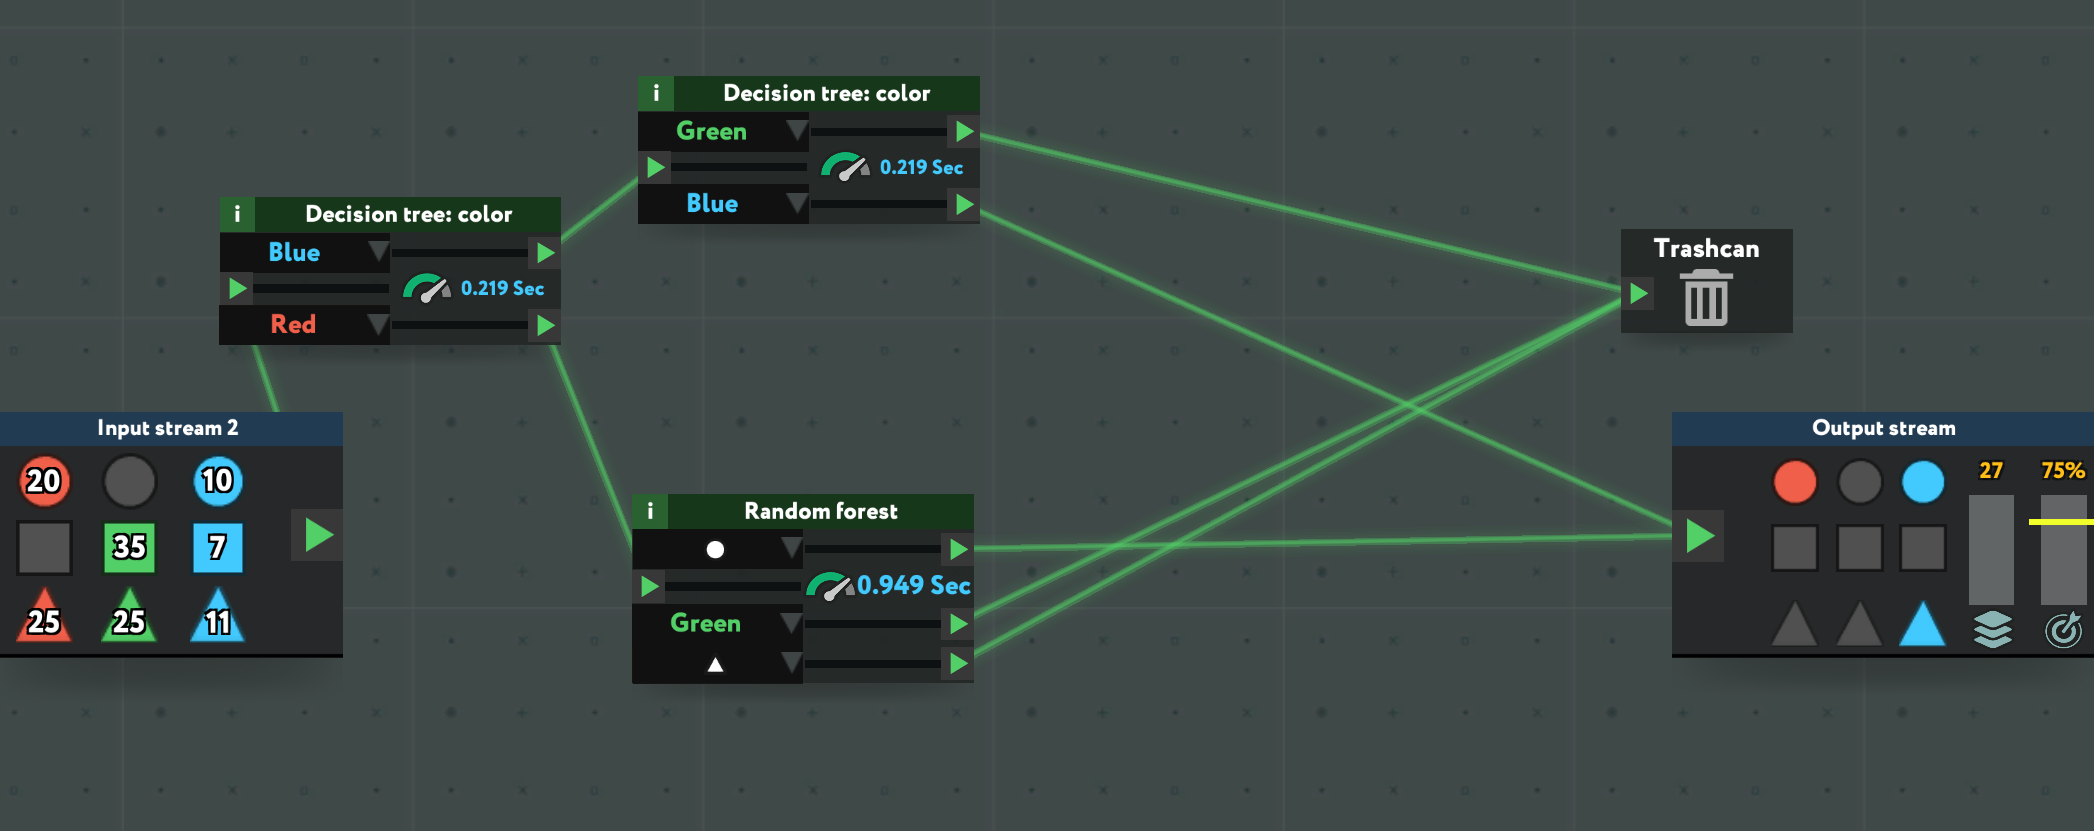 Decision tree: color
Green
0.219 Sec
Blue
i
Decision tree: color
Blue
0.219 Sec
Red
i
Trashcan
Input stream 2
20
10
35
7
25
25
11
i
Random forest
0.949 Sec
Green
Output stream
27
75%